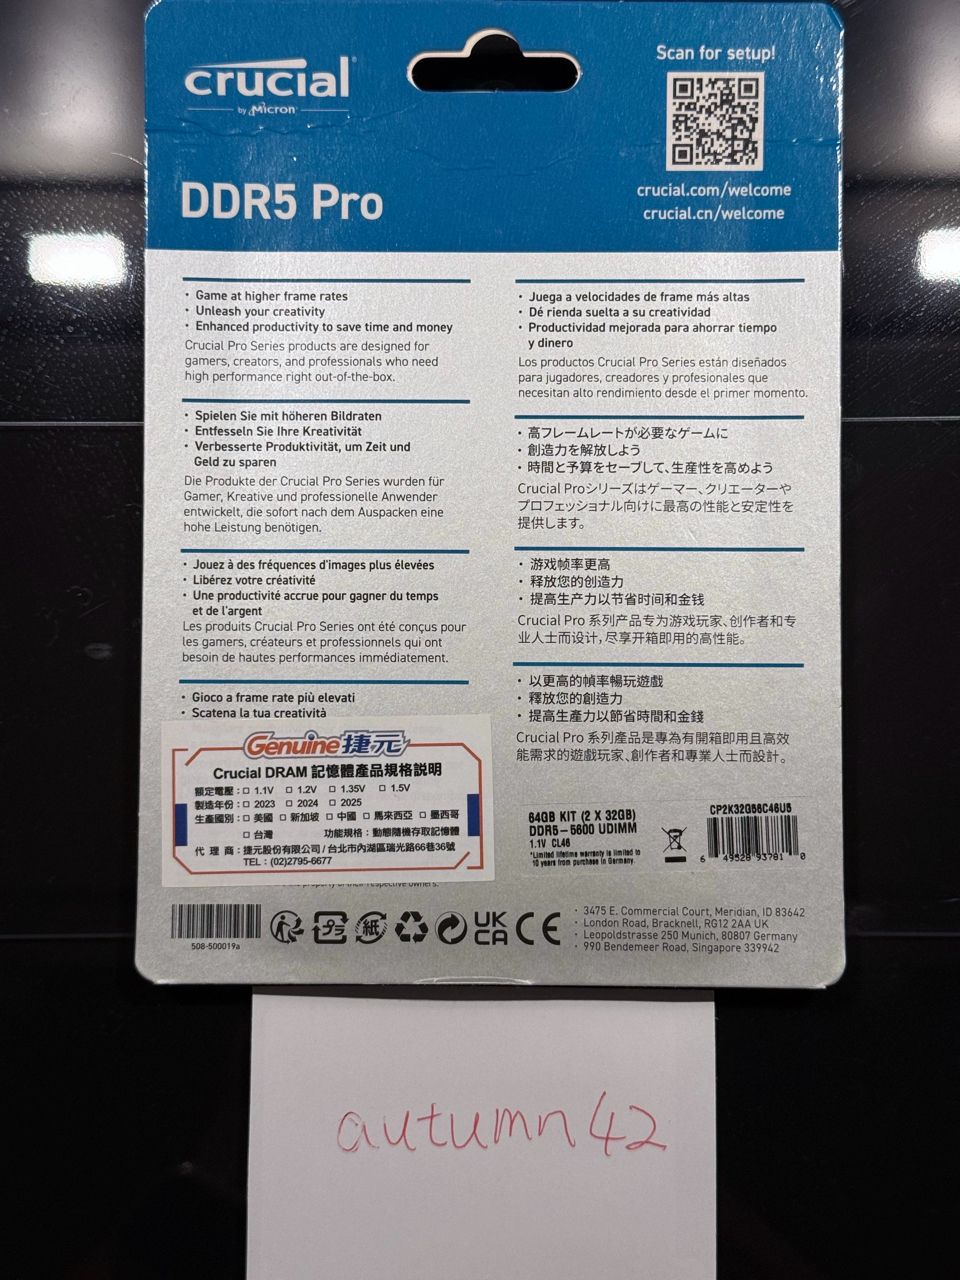 crucial
by Micron
Scan for setup!
crucial.com/welcome
crucial.cn/welcome
DDR5 Pro
• Game at higher frame rates
• Unleash your creativity
• Enhanced productivity to save time and money
Crucial Pro Series products are designed for
gamers, creators, and professionals who need
high performance right out-of-the-box.
• Spielen Sie mit höheren Bildraten
• Entfesseln Sie Ihre Kreativität
• Verbesserte Produktivität, um Zeit und
Geld zu sparen
Die Produkte der Crucial Pro Series wurden für
Gamer, Kreative und professionelle Anwender
entwickelt, die sofort nach dem Auspacken eine
hohe Leistung benötigen.
• Jouez à des fréquences d'images plus élevées
• Libérez votre créativité
• Une productivité accrue pour gagner du temps
et de l'argent
Les produits Crucial Pro Series ont été conçus pour
les gamers, créateurs et professionnels qui ont
besoin de hautes performances immédiatement.
• Gioco a frame rate più elevati
• Scatena la tua creatività
Genuine捷元
Crucial DRAM 記憶體產品規格説明
額定電壓：□ 1.1V □ 1.2V □ 1.35V □ 1.5V
製造年份：□ 2023 □ 2024 □ 2025
生產國別：□ 美國 □ 新加坡 □ 中國 □ 馬來西亞 □ 墨西哥
□ 台灣 功能規格：動態隨機存取記憶體
代 理 商：捷元股份有限公司 / 台北市內湖區瑞光路66巷36號
TEL：(02)2795-6677
property of their respective owners.
• Juega a velocidades de frame más altas
• Dé rienda suelta a su creatividad
• Productividad mejorada para ahorrar tiempo
y dinero
Los productos Crucial Pro Series están diseñados
para jugadores, creadores y profesionales que
necesitan alto rendimiento desde el primer momento.
• 高フレームレートが必要なゲームに
• 創造力を解放しよう
• 時間と予算をセーブして、生産性を高めよう
Crucial Proシリーズはゲーマー、クリエーターや
プロフェッショナル向けに最高の性能と安定性を
提供します。
• 游戏帧率更高
• 释放您的创造力
• 提高生产力以节省时间和金钱
Crucial Pro 系列产品专为游戏玩家、创作者和专
业人士而设计，尽享开箱即用的高性能。
• 以更高的幀率暢玩遊戲
• 釋放您的創造力
• 提高生產力以節省時間和金錢
Crucial Pro 系列產品是專為有開箱即用且高效
能需求的遊戲玩家、創作者和專業人士而設計。
64GB KIT (2 X 32GB)
DDR5-5600 UDIMM
1.1V CL46
*Limited lifetime warranty is limited to
10 years from purchase in Germany.
CP2K32G56C46U5
6 49528 93781 0
508-500019a
プラ
紙
UK
CA
CE
• 3475 E. Commercial Court, Meridian, ID 83642
• London Road, Bracknell, RG12 2AA UK
• Leopoldstrasse 250 Munich, 80807 Germany
• 990 Bendemeer Road, Singapore 339942
autumn42